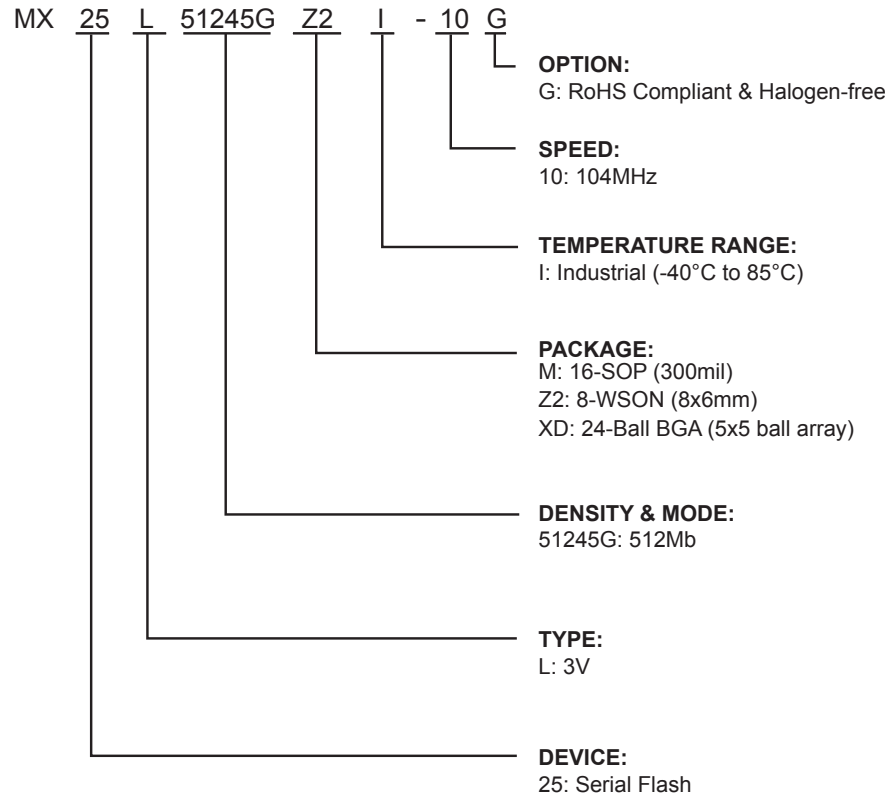 MX 25 L 51245G Z2 I - 10 G
OPTION:
G: RoHS Compliant & Halogen-free
SPEED:
10: 104MHz
TEMPERATURE RANGE:
I: Industrial (-40°C to 85°C)
PACKAGE:
M: 16-SOP (300mil)
Z2: 8-WSON (8x6mm)
XD: 24-Ball BGA (5x5 ball array)
DENSITY & MODE:
51245G: 512Mb
TYPE:
L: 3V
DEVICE:
25: Serial Flash